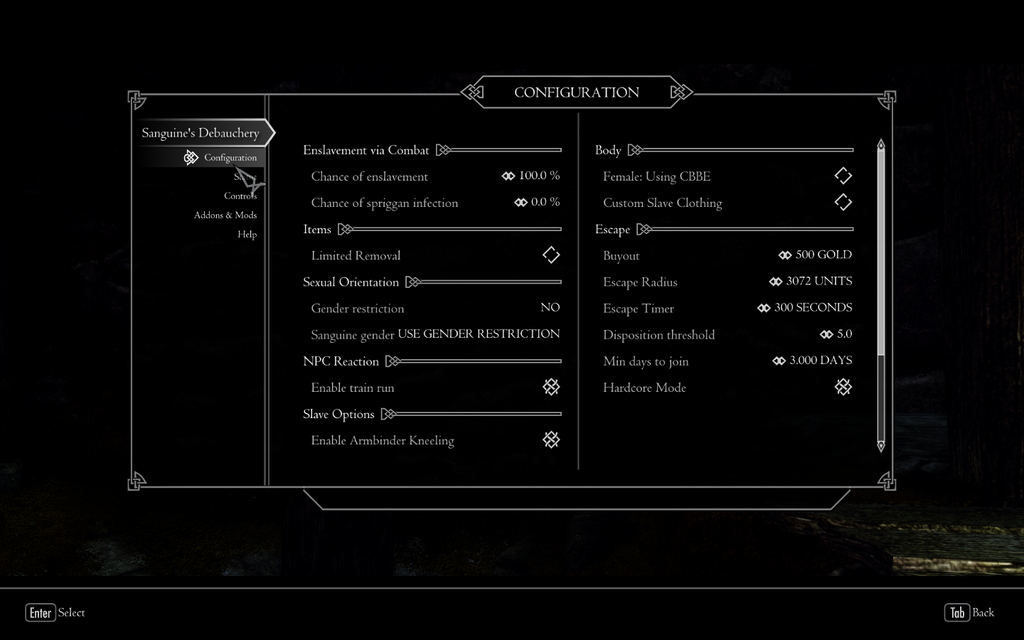 CONFIGURATION
Sanguine's Debauchery
Configuration
Controls
Addons & Mods
Help
Enslavement via Combat
Chance of enslavement 100.0 %
Chance of spriggan infection 0.0 %
Items
Limited Removal
Sexual Orientation
Gender restriction NO
Sanguine gender USE GENDER RESTRICTION
NPC Reaction
Enable train run
Slave Options
Enable Armbinder Kneeling
Body
Female: Using CBBE
Custom Slave Clothing
Escape
Buyout 500 GOLD
Escape Radius 3072 UNITS
Escape Timer 300 SECONDS
Disposition threshold 5.0
Min days to join 3.000 DAYS
Hardcore Mode
Enter Select
Tab Back